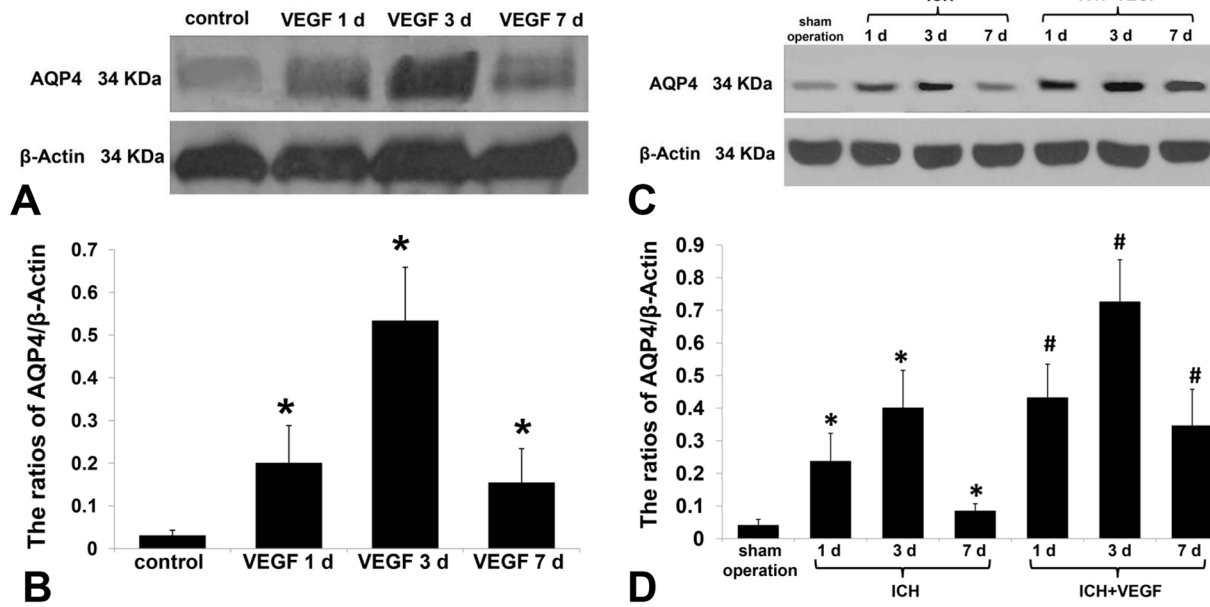 control VEGF 1 d VEGF 3 d VEGF 7 d
AQP4 34 KDa
β-Actin 34 KDa
A
sham
operation
1 d 3 d 7 d 1 d 3 d 7 d
AQP4 34 KDa
β-Actin 34 KDa
C
The ratios of AQP4/β-Actin
0.7
0.6
0.5
0.4
0.3
0.2
0.1
0
* * *
control VEGF 1 d VEGF 3 d VEGF 7 d
B
The ratios of AQP4/β-Actin
0.9
0.8
0.7
0.6
0.5
0.4
0.3
0.2
0.1
0
* * * # # #
sham
operation
1 d 3 d 7 d 1 d 3 d 7 d
ICH ICH+VEGF
D